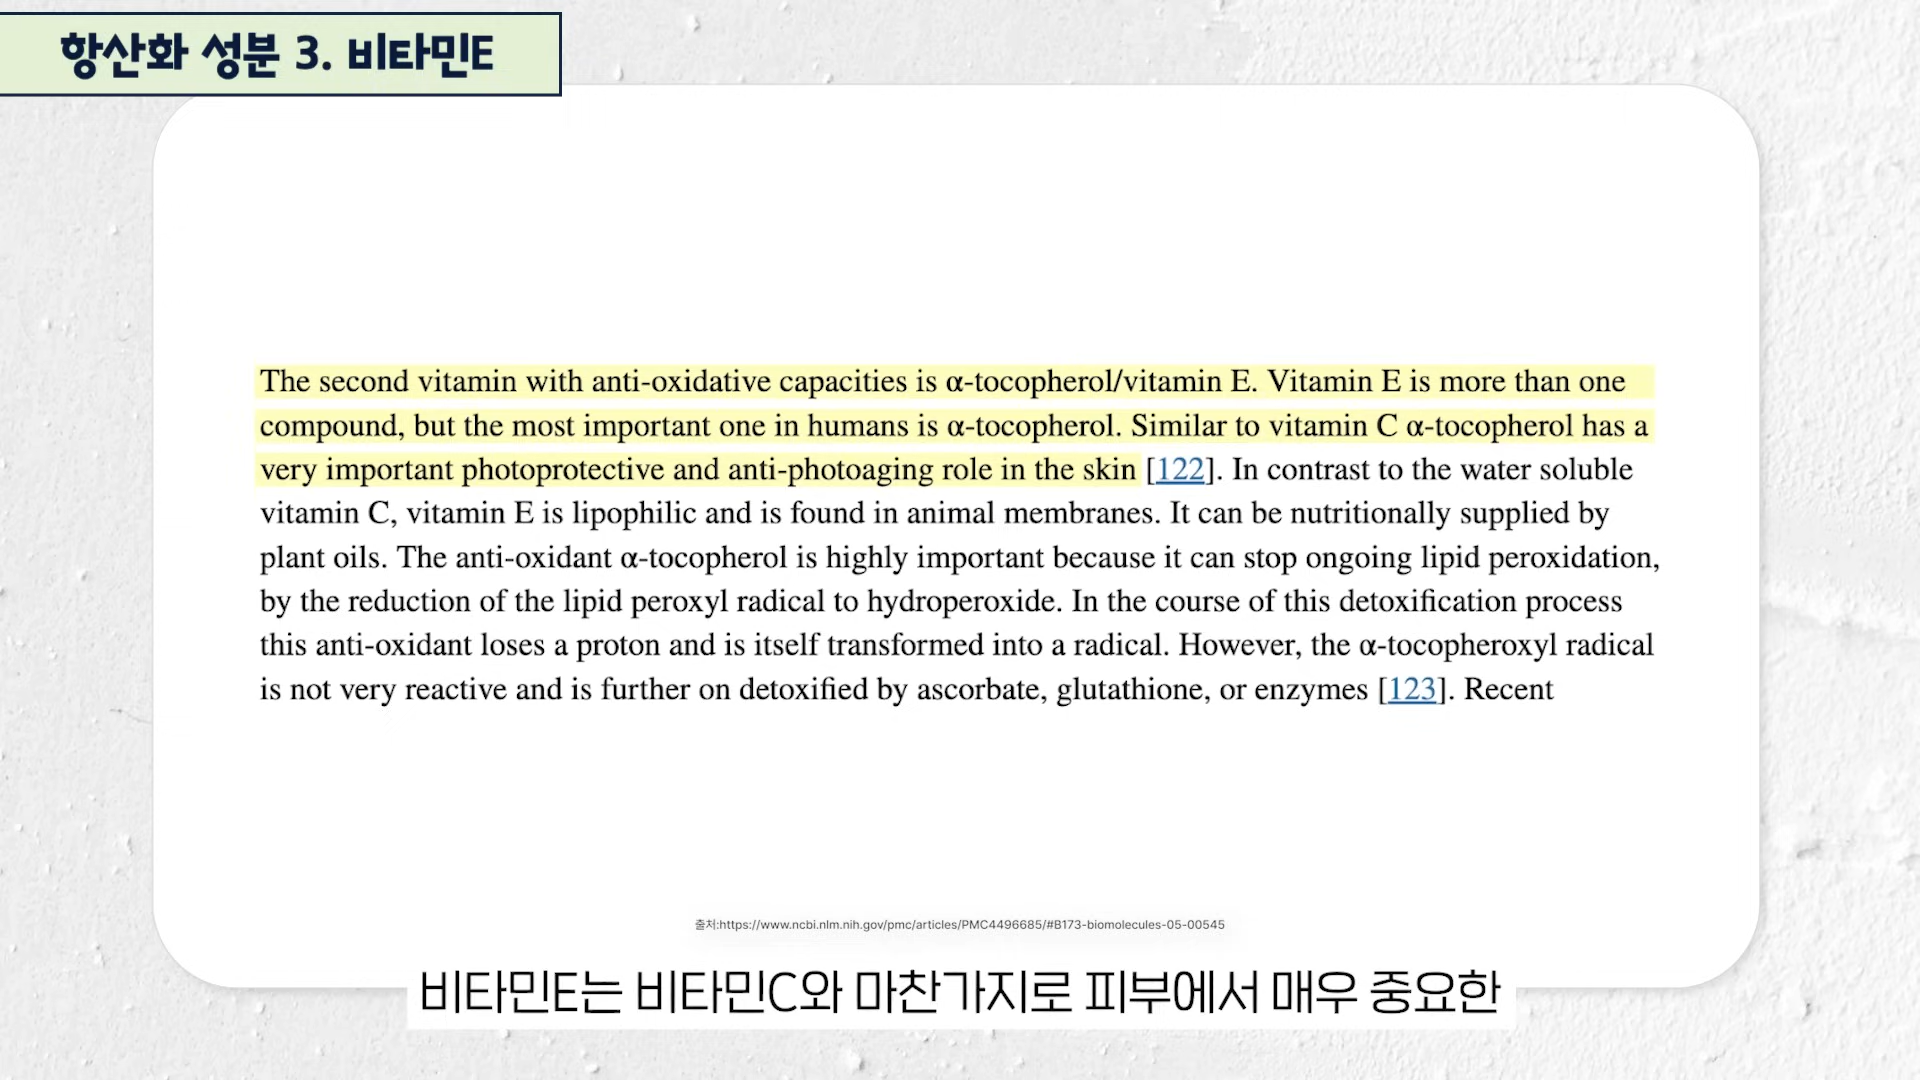 항산화 성분 3. 비타민E
The second vitamin with anti-oxidative capacities is α-tocopherol/vitamin E. Vitamin E is more than one
compound, but the most important one in humans is α-tocopherol. Similar to vitamin C α-tocopherol has a
very important photoprotective and anti-photoaging role in the skin [122]. In contrast to the water soluble
vitamin C, vitamin E is lipophilic and is found in animal membranes. It can be nutritionally supplied by
plant oils. The anti-oxidant α-tocopherol is highly important because it can stop ongoing lipid peroxidation,
by the reduction of the lipid peroxyl radical to hydroperoxide. In the course of this detoxification process
this anti-oxidant loses a proton and is itself transformed into a radical. However, the α-tocopheroxyl radical
is not very reactive and is further on detoxified by ascorbate, glutathione, or enzymes [123]. Recent
출처:https://www.ncbi.nlm.nih.gov/pmc/articles/PMC4496685/#B173-biomolecules-05-00545
비타민E는 비타민C와 마찬가지로 피부에서 매우 중요한